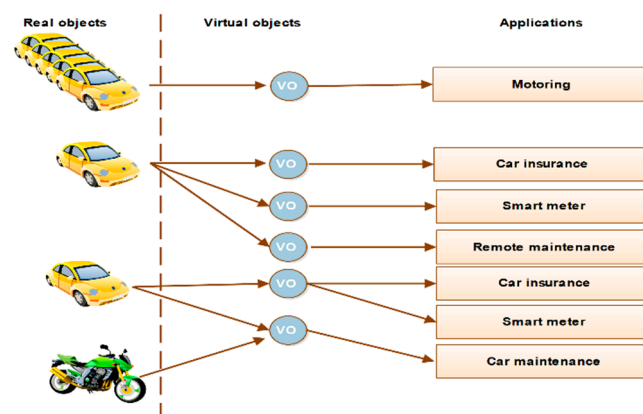 Real objects
Virtual objects
Applications
VO
Motoring
VO
Car insurance
VO
Smart meter
VO
Remote maintenance
VO
Car insurance
Smart meter
VO
Car maintenance